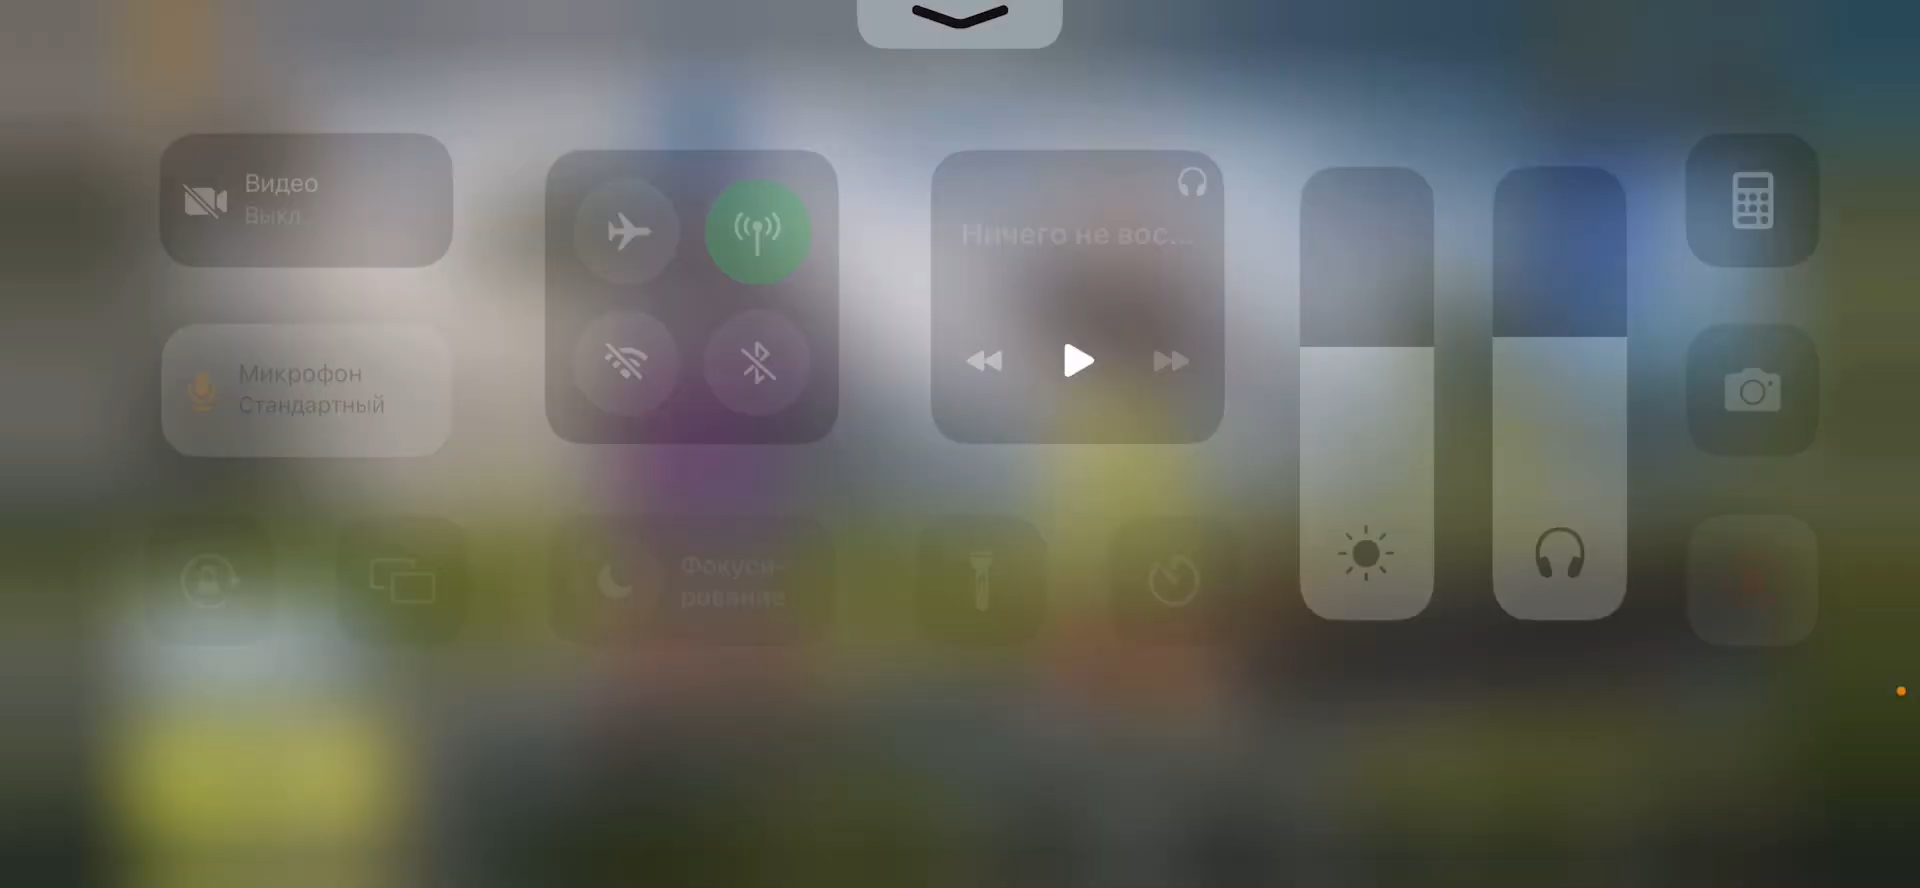 Видео
Выкл
Микрофон
Стандартный
Ничего не вос...
Фокуси-
рование